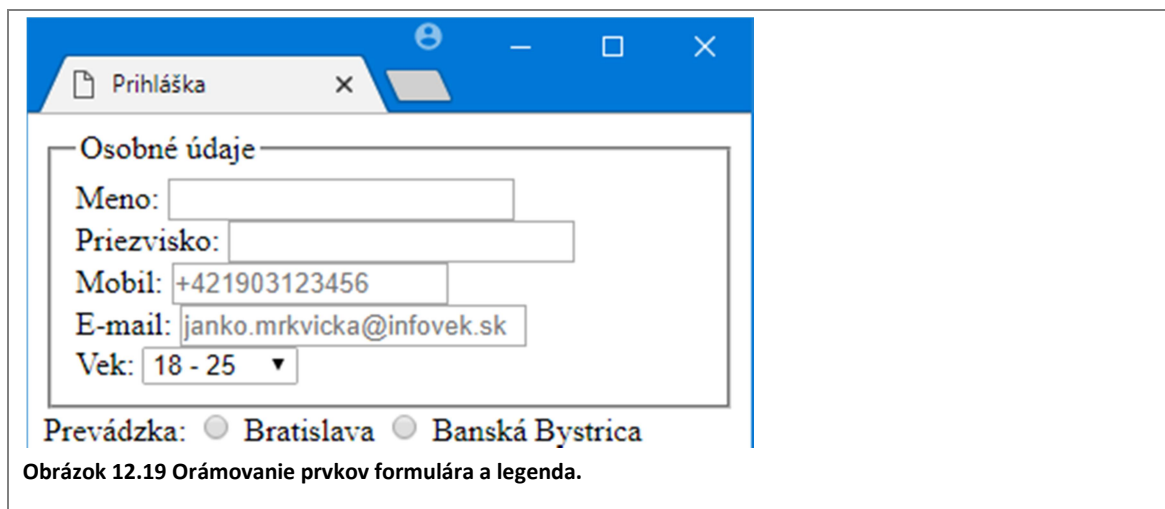 Prihláška
Osobné údaje
Meno:
Priezvisko:
Mobil: +421903123456
E-mail: janko.mrkvicka@infovek.sk
Vek: 18 - 25
Prevádzka: Bratislava Banská Bystrica
Obrázok 12.19 Orámovanie prvkov formulára a legenda.